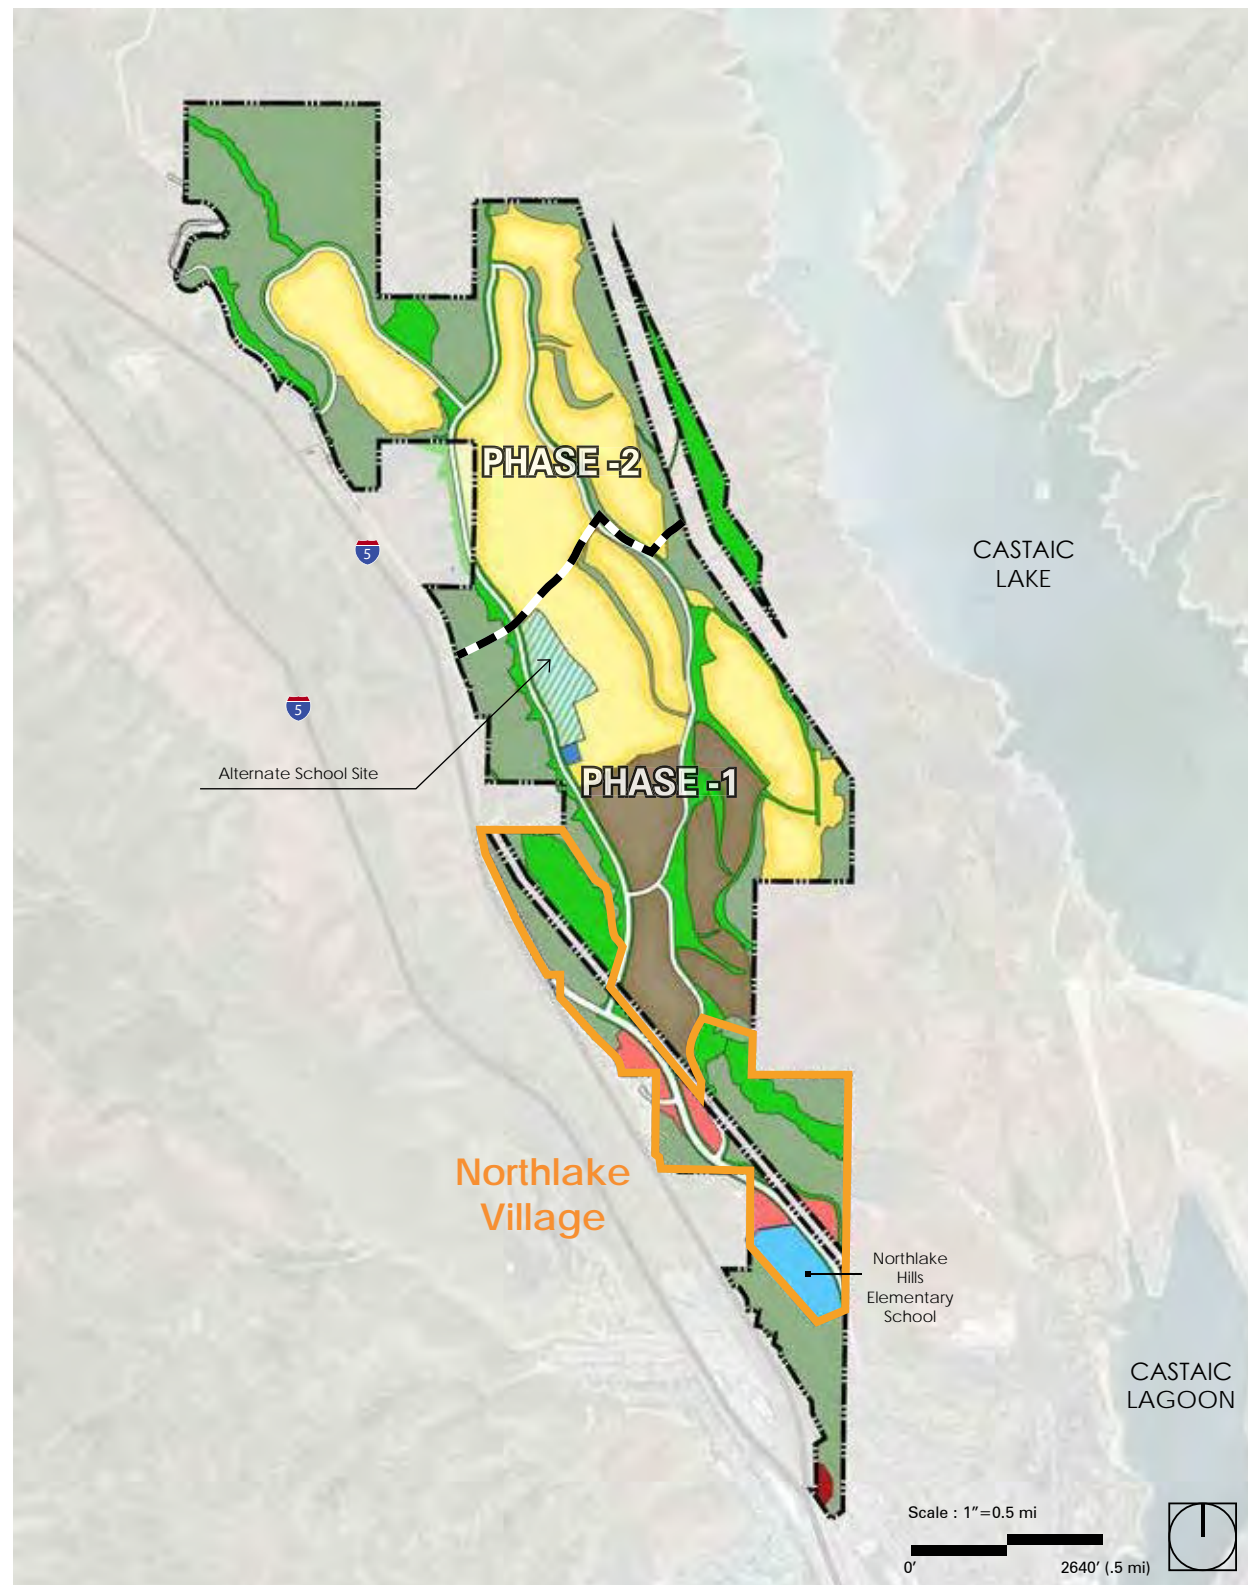 PHASE -2
5
CASTAIC
LAKE
5
Alternate School Site
PHASE -1
Northlake
Village
Northlake
Hills
Elementary
School
CASTAIC
LAGOON
Scale : 1"=0.5 mi
0' 2640' (.5 mi)